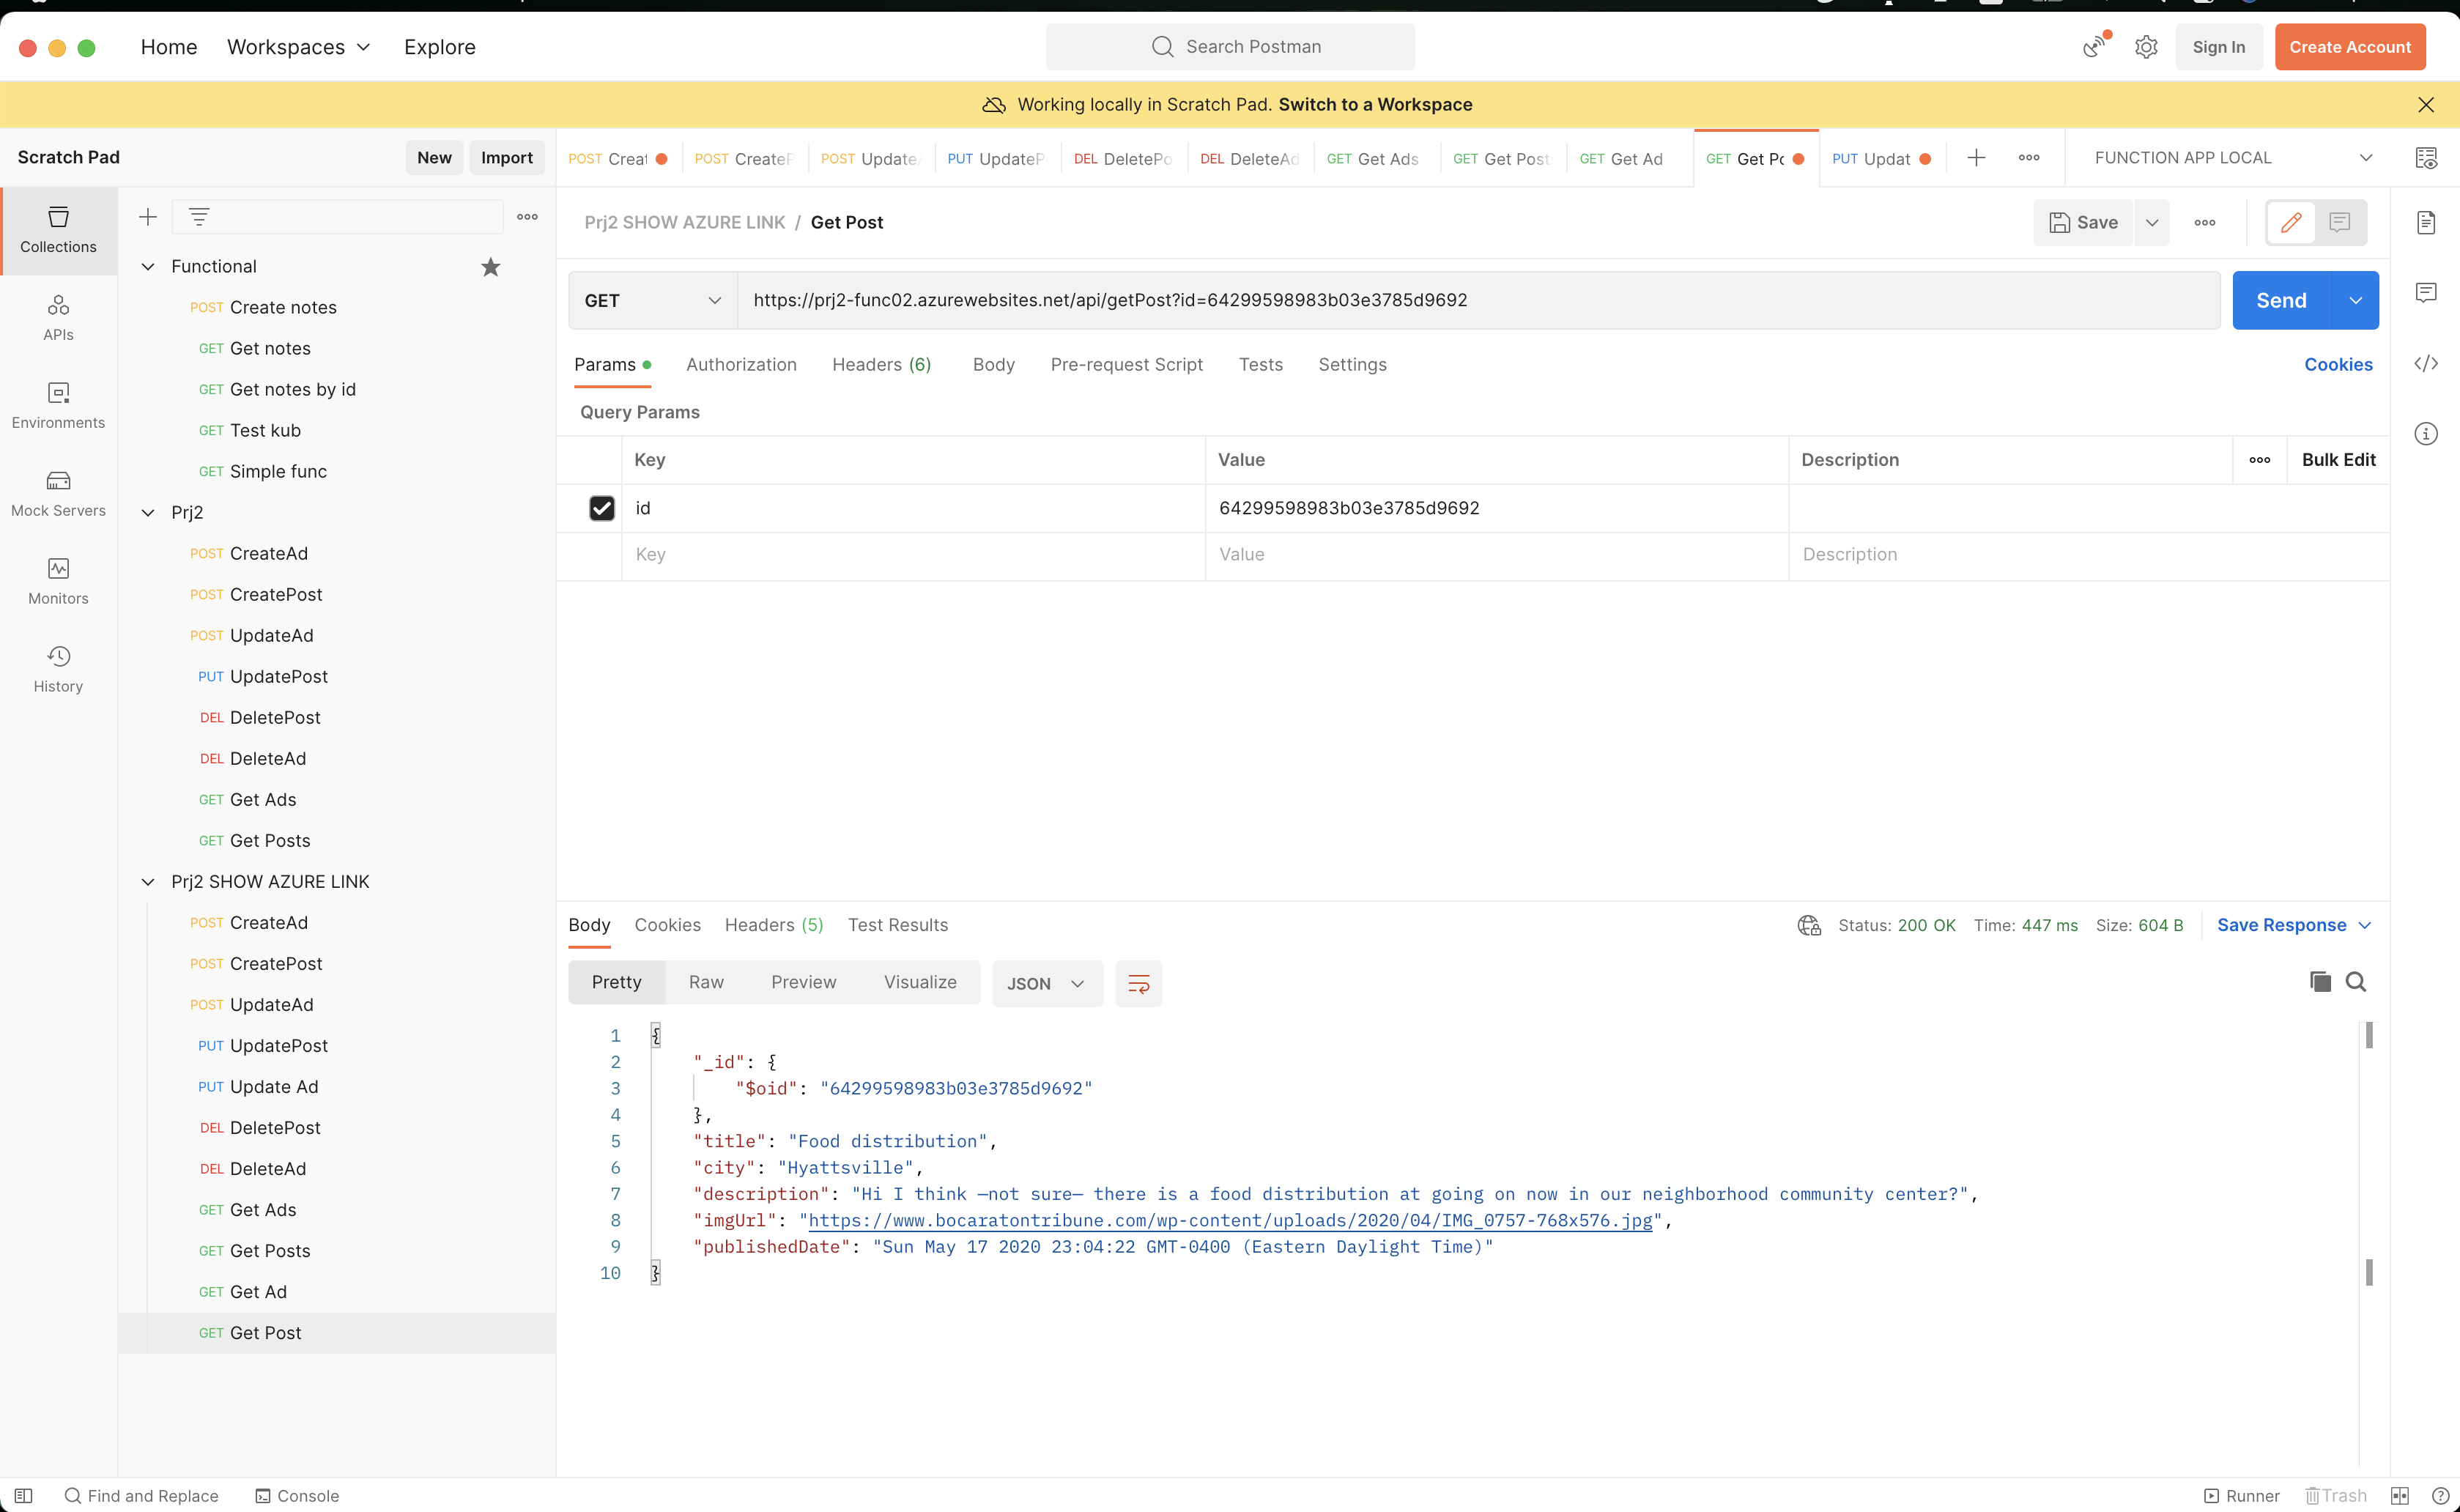 Home Workspaces Explore Search Postman Sign In Create Account
Working locally in Scratch Pad. Switch to a Workspace
Scratch Pad New Import
POST Creat POST CreateP POST Update PUT UpdateP DEL DeletePo DEL DeleteAd GET Get Ads GET Get Post GET Get Ad GET Get Po PUT Updat FUNCTION APP LOCAL
Collections
APIs
Environments
Mock Servers
Monitors
History
Functional
POST Create notes
GET Get notes
GET Get notes by id
GET Test kub
GET Simple func
Prj2
POST CreateAd
POST CreatePost
POST UpdateAd
PUT UpdatePost
DEL DeletePost
DEL DeleteAd
GET Get Ads
GET Get Posts
Prj2 SHOW AZURE LINK
POST CreateAd
POST CreatePost
POST UpdateAd
PUT UpdatePost
PUT Update Ad
DEL DeletePost
DEL DeleteAd
GET Get Ads
GET Get Posts
GET Get Ad
GET Get Post
Prj2 SHOW AZURE LINK / Get Post Save
GET https://prj2-func02.azurewebsites.net/api/getPost?id=64299598983b03e3785d9692 Send
Params Authorization Headers (6) Body Pre-request Script Tests Settings Cookies
Query Params
Key Value Description Bulk Edit
id 64299598983b03e3785d9692
Key Value Description
Body Cookies Headers (5) Test Results Status: 200 OK Time: 447 ms Size: 604 B Save Response
Pretty Raw Preview Visualize JSON
1 {
2 "_id": {
3 "$oid": "64299598983b03e3785d9692"
4 },
5 "title": "Food distribution",
6 "city": "Hyattsville",
7 "description": "Hi I think —not sure— there is a food distribution at going on now in our neighborhood community center?",
8 "imgUrl": "https://www.bocaratontribune.com/wp-content/uploads/2020/04/IMG_0757-768x576.jpg",
9 "publishedDate": "Sun May 17 2020 23:04:22 GMT-0400 (Eastern Daylight Time)"
10 }
Find and Replace Console Runner Trash